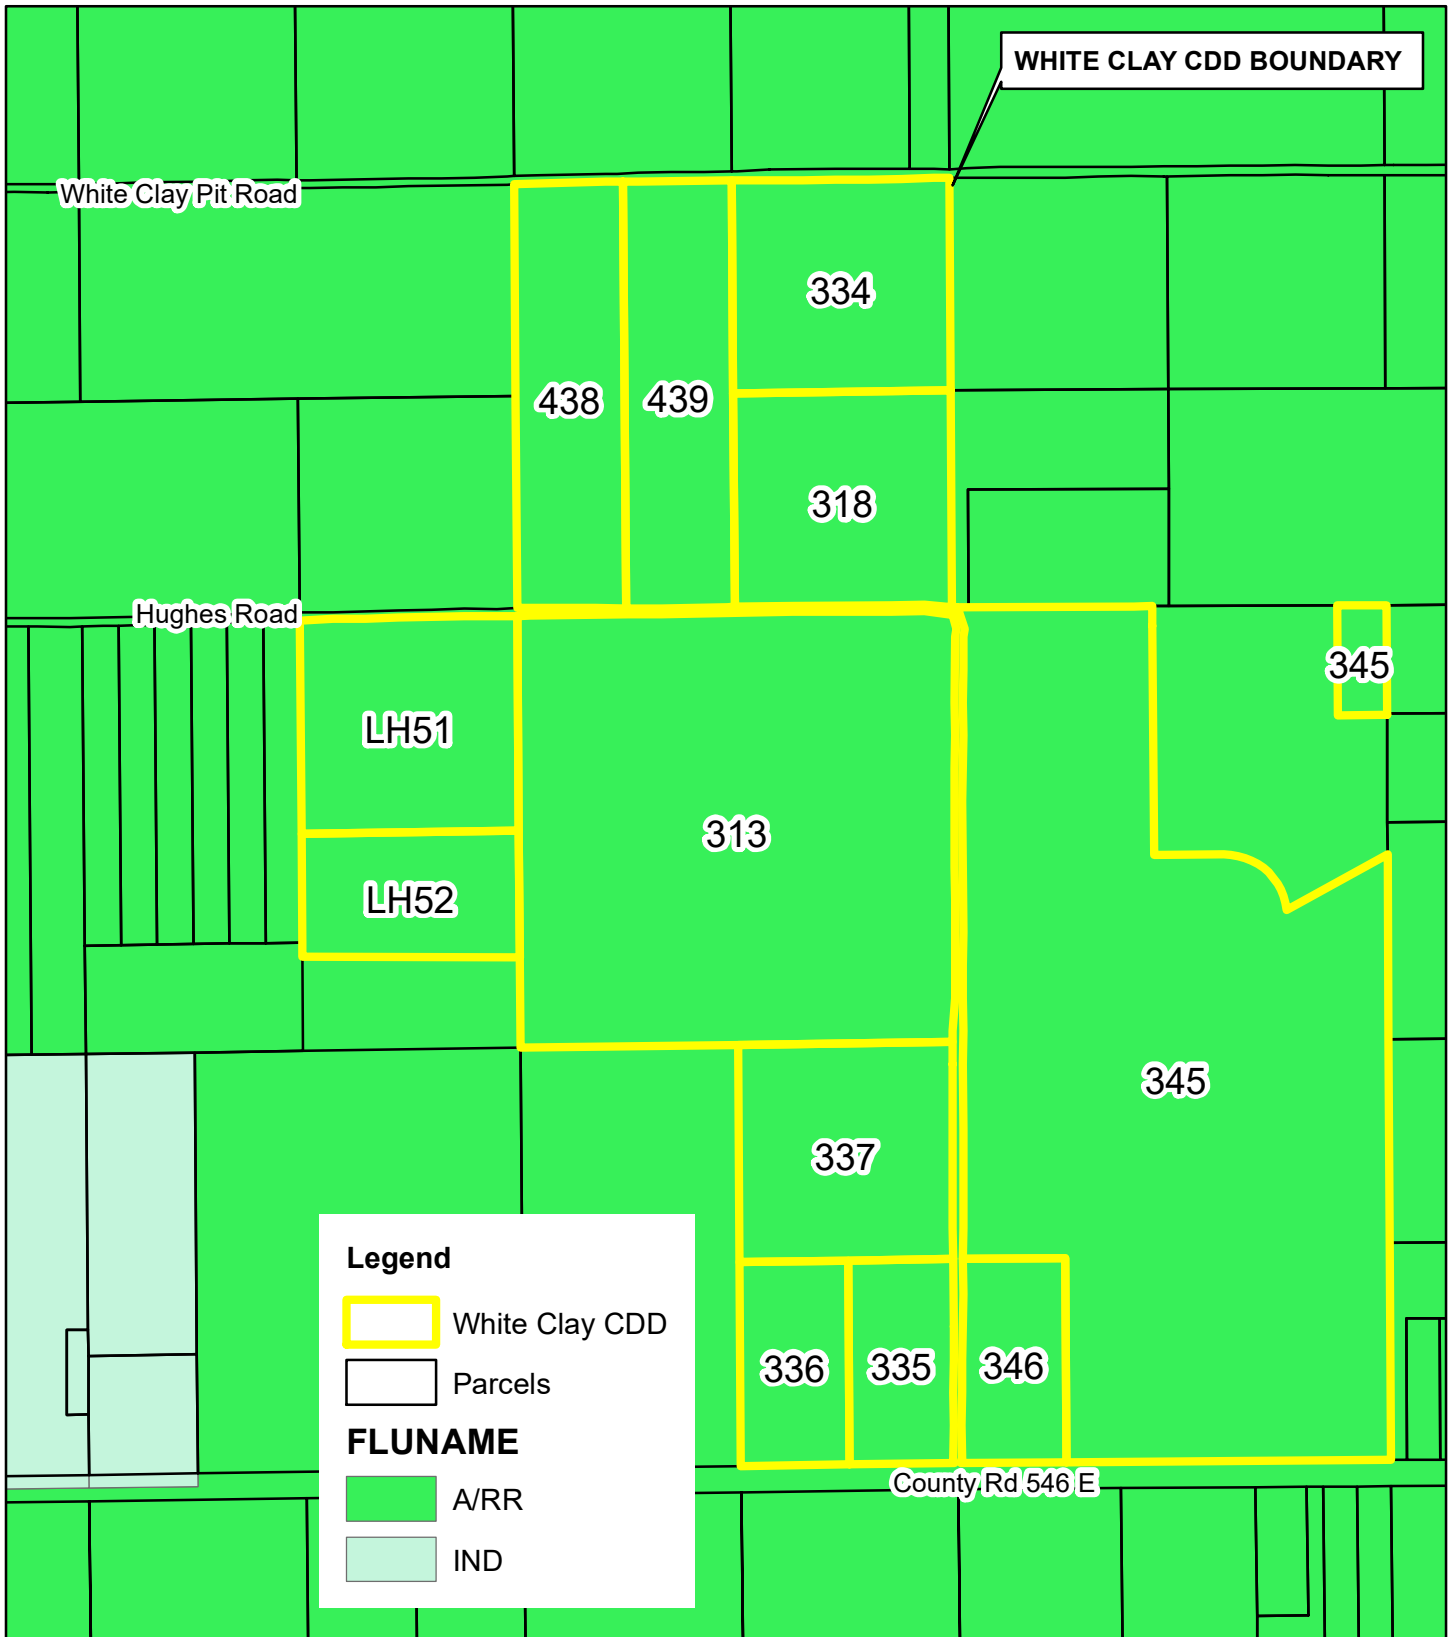 WHITE CLAY CDD BOUNDARY
White Clay Pit Road
334
438
439
318
Hughes Road
345
LH51
313
LH52
345
337
336
335
346
Legend
White Clay CDD
Parcels
FLUNAME
A/RR
IND
County Rd 546 E